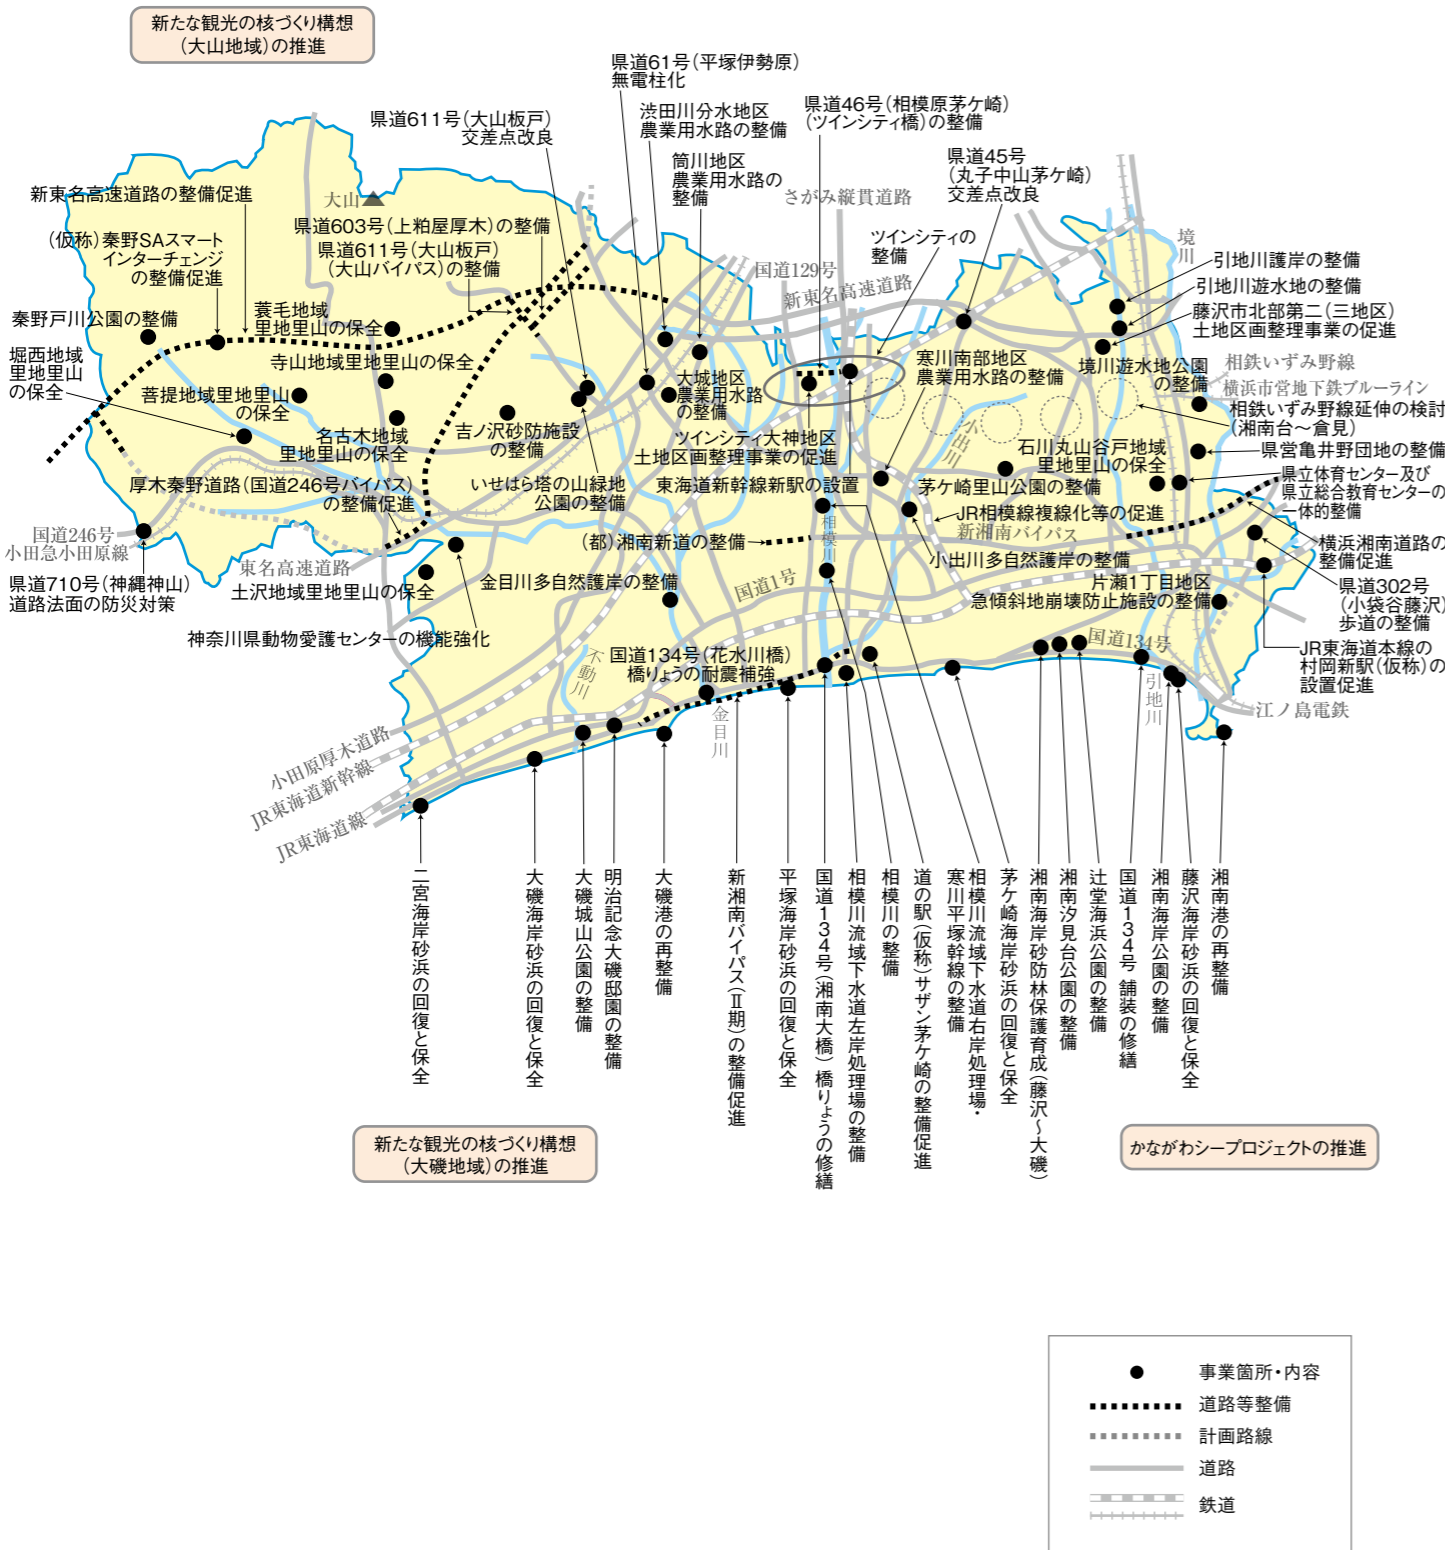 新たな観光の核づくり構想
（大山地域）の推進
県道61号（平塚伊勢原）
無電柱化
県道611号（大山板戸）
交差点改良
渋田川分水地区
農業用水路の整備
県道46号（相模原茅ケ崎）
（ツインシティ橋）の整備
筒川地区
農業用水路の
整備
県道45号
（丸子中山茅ケ崎）
交差点改良
新東名高速道路の整備促進
大山
さがみ縦貫道路
県道603号（上粕屋厚木）の整備
県道611号（大山板戸）
（大山バイパス）の整備
（仮称）秦野SAスマート
インターチェンジ
の整備促進
ツインシティの
整備
境川
国道129号
新東名高速道路
引地川護岸の整備
引地川遊水地の整備
藤沢市北部第二（三地区）
土地区画整理事業の促進
秦野戸川公園の整備
蓑毛地域
里地里山の保全
堀西地域
里地里山
の保全
寺山地域里地里山の保全
菩提地域里地里山
の保全
大城地区
農業用水路
の整備
寒川南部地区
農業用水路の整備
境川遊水地公園
の整備
相鉄いずみ野線
横浜市営地下鉄ブルーライン
相鉄いずみ野線延伸の検討
（湘南台〜倉見）
名古木地域
里地里山の保全
吉ノ沢砂防施設
の整備
ツインシティ大神地区
土地区画整理事業の促進
小出川
石川丸山谷戸地域
里地里山の保全
県営亀井野団地の整備
厚木秦野道路（国道246号バイパス）
の整備促進
いせはら塔の山緑地
公園の整備
東海道新幹線新駅の設置
茅ケ崎里山公園の整備
県立体育センター及び
県立総合教育センターの
一体的整備
JR相模線複線化等の促進
国道246号
小田急小田原線
相模川
新湘南バイパス
（都）湘南新道の整備
小出川多自然護岸の整備
横浜湘南道路の
整備促進
東名高速道路
県道710号（神縄神山）
道路法面の防災対策
土沢地域里地里山の保全
金目川多自然護岸の整備
国道1号
片瀬1丁目地区
急傾斜地崩壊防止施設の整備
県道302号
（小袋谷藤沢）
歩道の整備
神奈川県動物愛護センターの機能強化
不動川
国道134号（花水川橋）
橋りょうの耐震補強
国道134号
JR東海道本線の
村岡新駅（仮称）の
設置促進
金目川
引地川
江ノ島電鉄
小田原厚木道路
JR東海道新幹線
JR東海道線
二宮海岸砂浜の回復と保全
大磯海岸砂浜の回復と保全
大磯城山公園の整備
明治記念大磯邸園の整備
大磯港の再整備
新湘南バイパス（Ⅱ期）の整備促進
平塚海岸砂浜の回復と保全
国道134号（湘南大橋）橋りょうの修繕
相模川流域下水道左岸処理場の整備
相模川の整備
道の駅（仮称）サザン茅ケ崎の整備促進
相模川流域下水道右岸処理場・
寒川平塚幹線の整備
茅ケ崎海岸砂浜の回復と保全
湘南海岸砂防林保護育成（藤沢〜大磯）
湘南汐見台公園の整備
辻堂海浜公園の整備
国道134号 舗装の修繕
湘南海岸公園の整備
藤沢海岸砂浜の回復と保全
湘南港の再整備
新たな観光の核づくり構想
（大磯地域）の推進
かながわシープロジェクトの推進
事業箇所・内容
道路等整備
計画路線
道路
鉄道